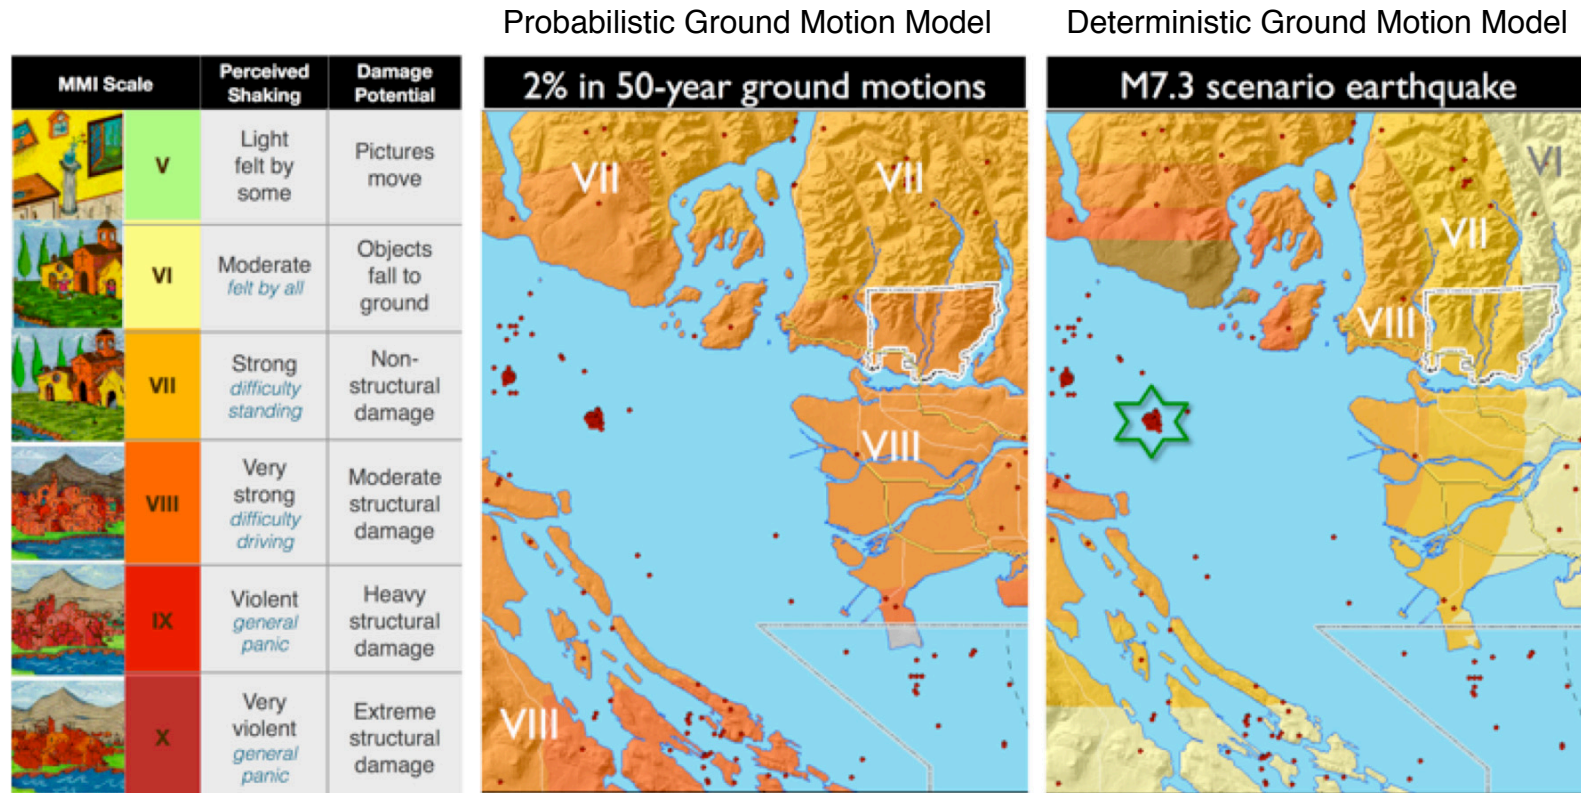 Probabilistic Ground Motion Model
Deterministic Ground Motion Model
MMI Scale
Perceived
Shaking
Damage
Potential
V
Light
felt by
some
Pictures
move
VI
Moderate
felt by all
Objects
fall to
ground
VII
Strong
difficulty
standing
Non-
structural
damage
VIII
Very
strong
difficulty
driving
Moderate
structural
damage
IX
Violent
general
panic
Heavy
structural
damage
X
Very
violent
general
panic
Extreme
structural
damage
2% in 50-year ground motions
VII
VII
VIII
VIII
M7.3 scenario earthquake
VI
VII
VIII